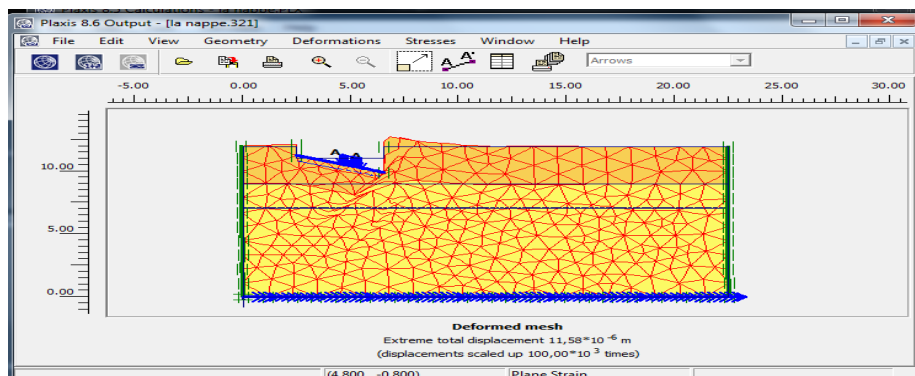 Plaxis 8.6 Output - [la nappe.321]
File Edit View Geometry Deformations Stresses Window Help
Arrows
-5.00 0.00 5.00 10.00 15.00 20.00 25.00 30.00
10.00
5.00
0.00
A A
Deformed mesh
Extreme total displacement 11,58*10 -6 m
(displacements scaled up 100,00*10 3 times)
(4.800 , -0.800) Plane Strain